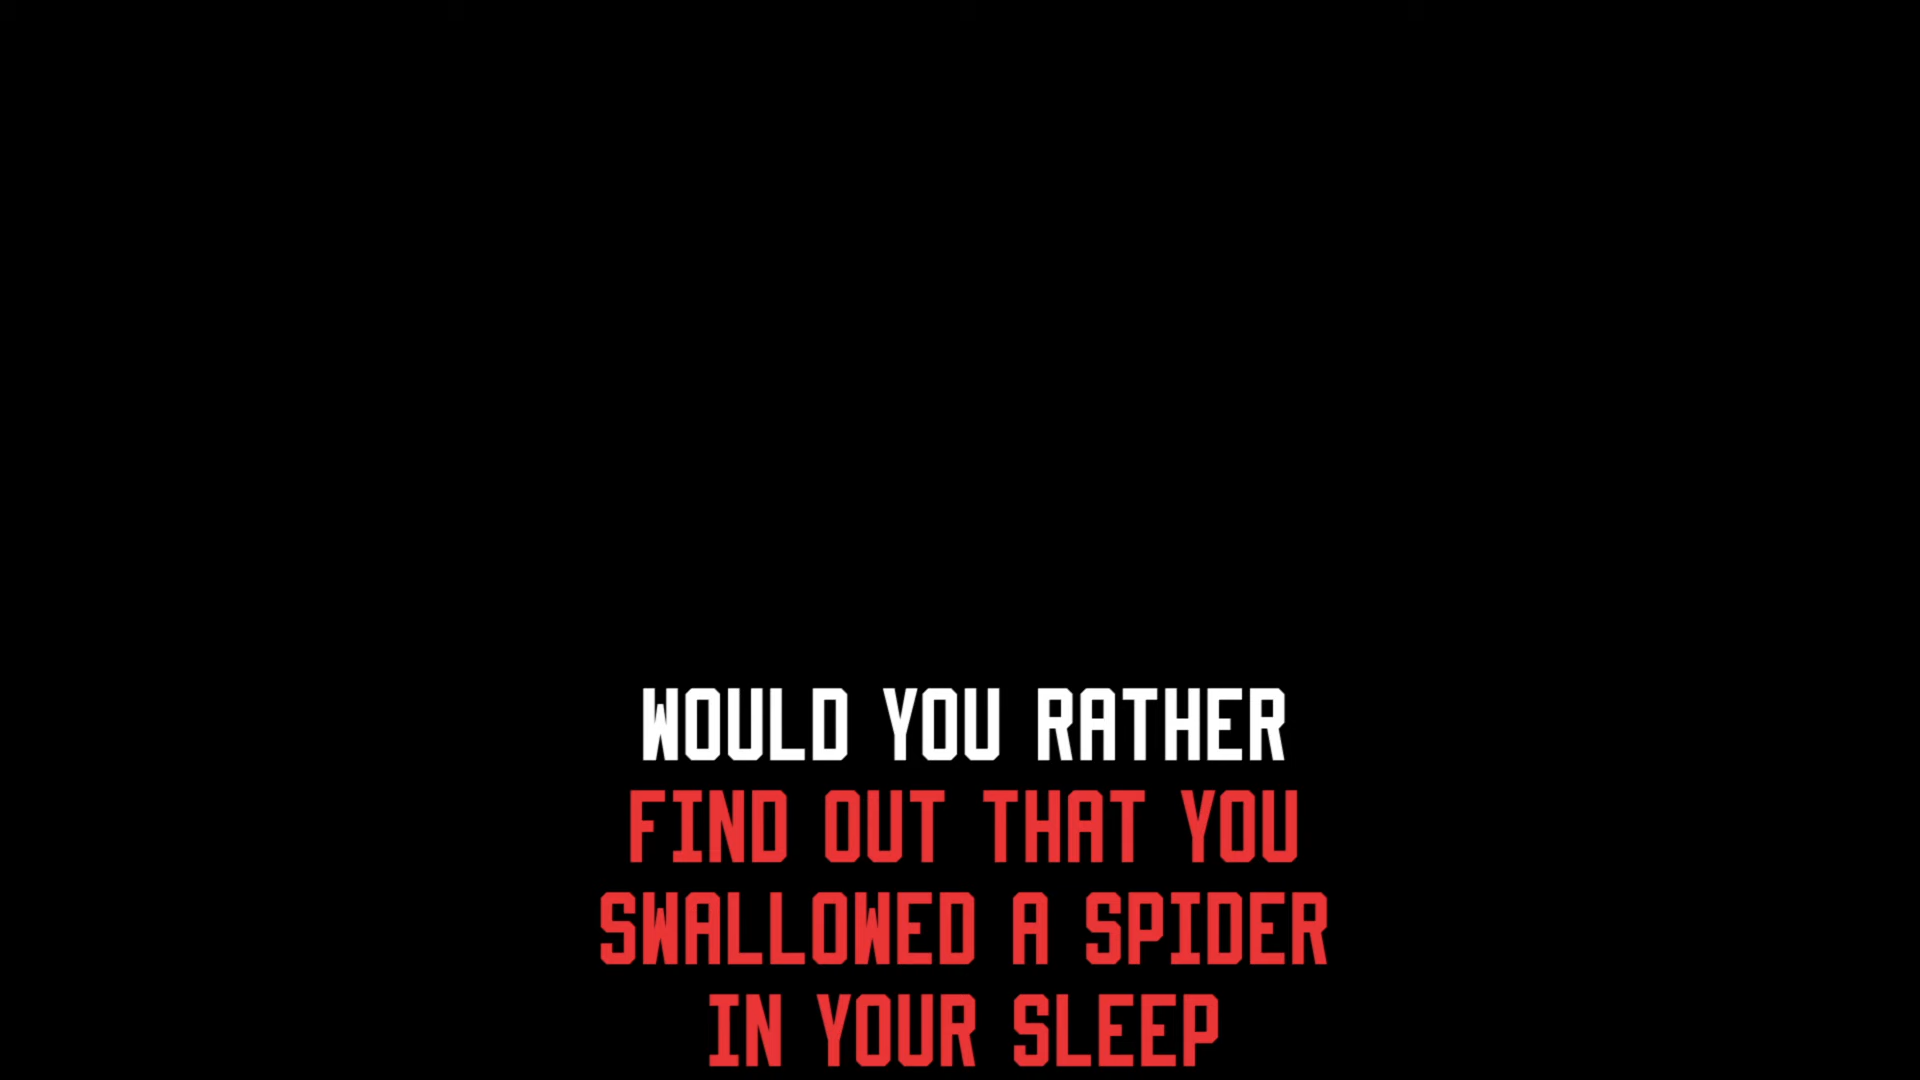 WOULD YOU RATHER
FIND OUT THAT YOU
SWALLOWED A SPIDER
IN YOUR SLEEP